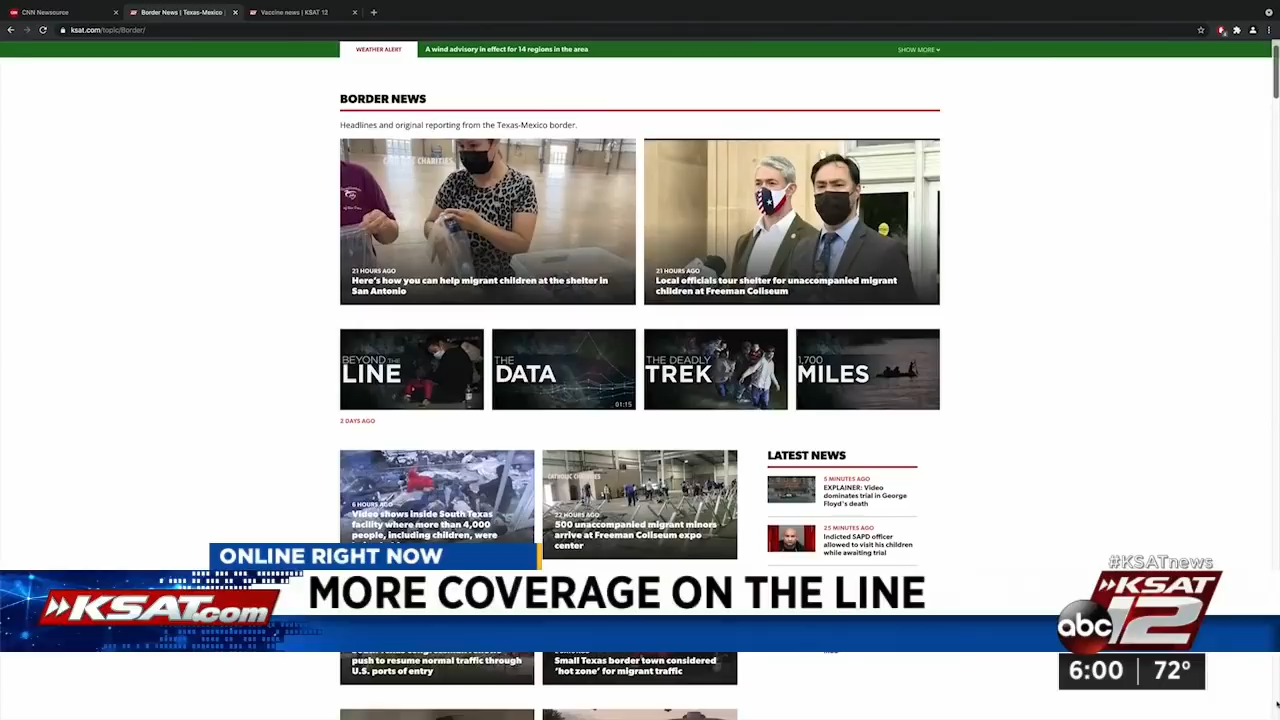 CNN Newsource
Border News | Texas-Mexico
Vaccine news | KSAT 12
ksat.com/topic/Border/
WEATHER ALERT
A wind advisory in effect for 14 regions in the area
SHOW MORE
BORDER NEWS
Headlines and original reporting from the Texas-Mexico border.
CHARITIES
21 HOURS AGO
Here's how you can help migrant children at the shelter in
San Antonio
21 HOURS AGO
Local officials tour shelter for unaccompanied migrant
children at Freeman Coliseum
BEYOND THE
LINE
THE
DATA
01:15
THE DEADLY
TREK
1,700
MILES
2 DAYS AGO
6 HOURS AGO
Video shows inside South Texas
facility where more than 4,000
people, including children, were
CATHOLIC CHARITIES
22 HOURS AGO
500 unaccompanied migrant minors
arrive at Freeman Coliseum expo
center
LATEST NEWS
5 MINUTES AGO
EXPLAINER: Video
dominates trial in George
Floyd's death
25 MINUTES AGO
Indicted SAPD officer
allowed to visit his children
while awaiting trial
ONLINE RIGHT NOW
MORE COVERAGE ON THE LINE
KSAT.com
#KSATnews
KSAT
12
abc
6:00
72°
push to resume normal traffic through
U.S. ports of entry
Small Texas border town considered
'hot zone' for migrant traffic